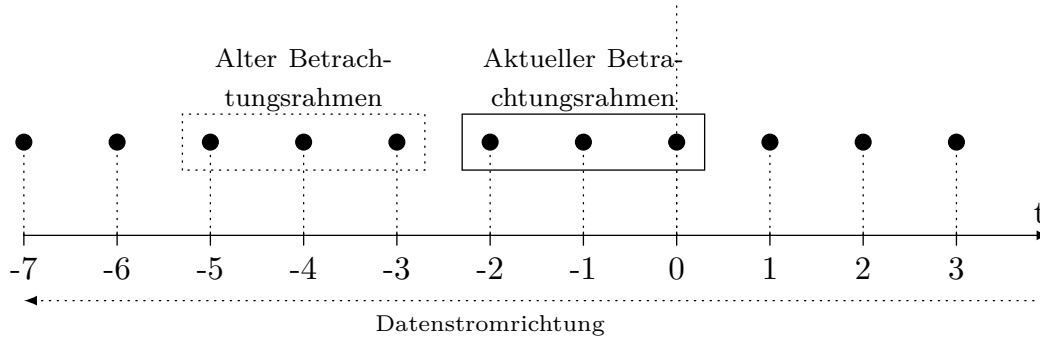 Alter Betrach-
tungsrahmen
Aktueller Betra-
chtungsrahmen
t
-7 -6 -5 -4 -3 -2 -1 0 1 2 3
Datenstromrichtung